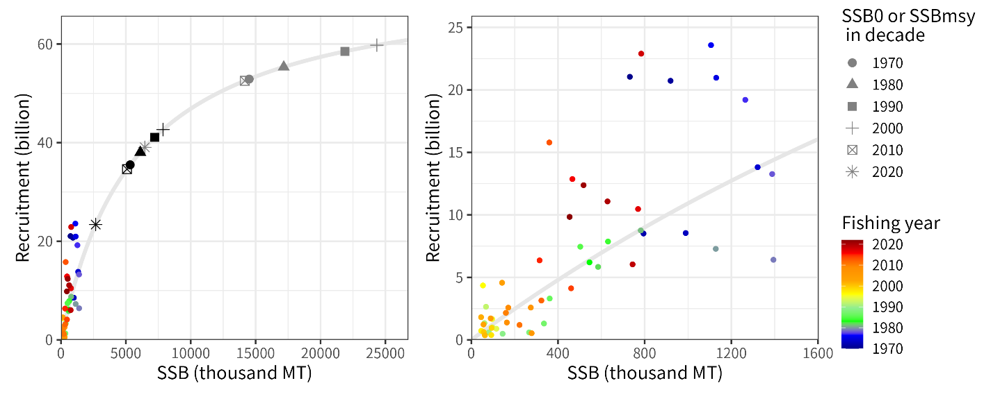 Recruitment (billion)
60
40
20
0
0 5000 10000 15000 20000 25000
SSB (thousand MT)
Recruitment (billion)
25
20
15
10
5
0
0 400 800 1200 1600
SSB (thousand MT)
SSB0 or SSBmsy
in decade
1970
1980
1990
2000
2010
2020
Fishing year
2020
2010
2000
1990
1980
1970